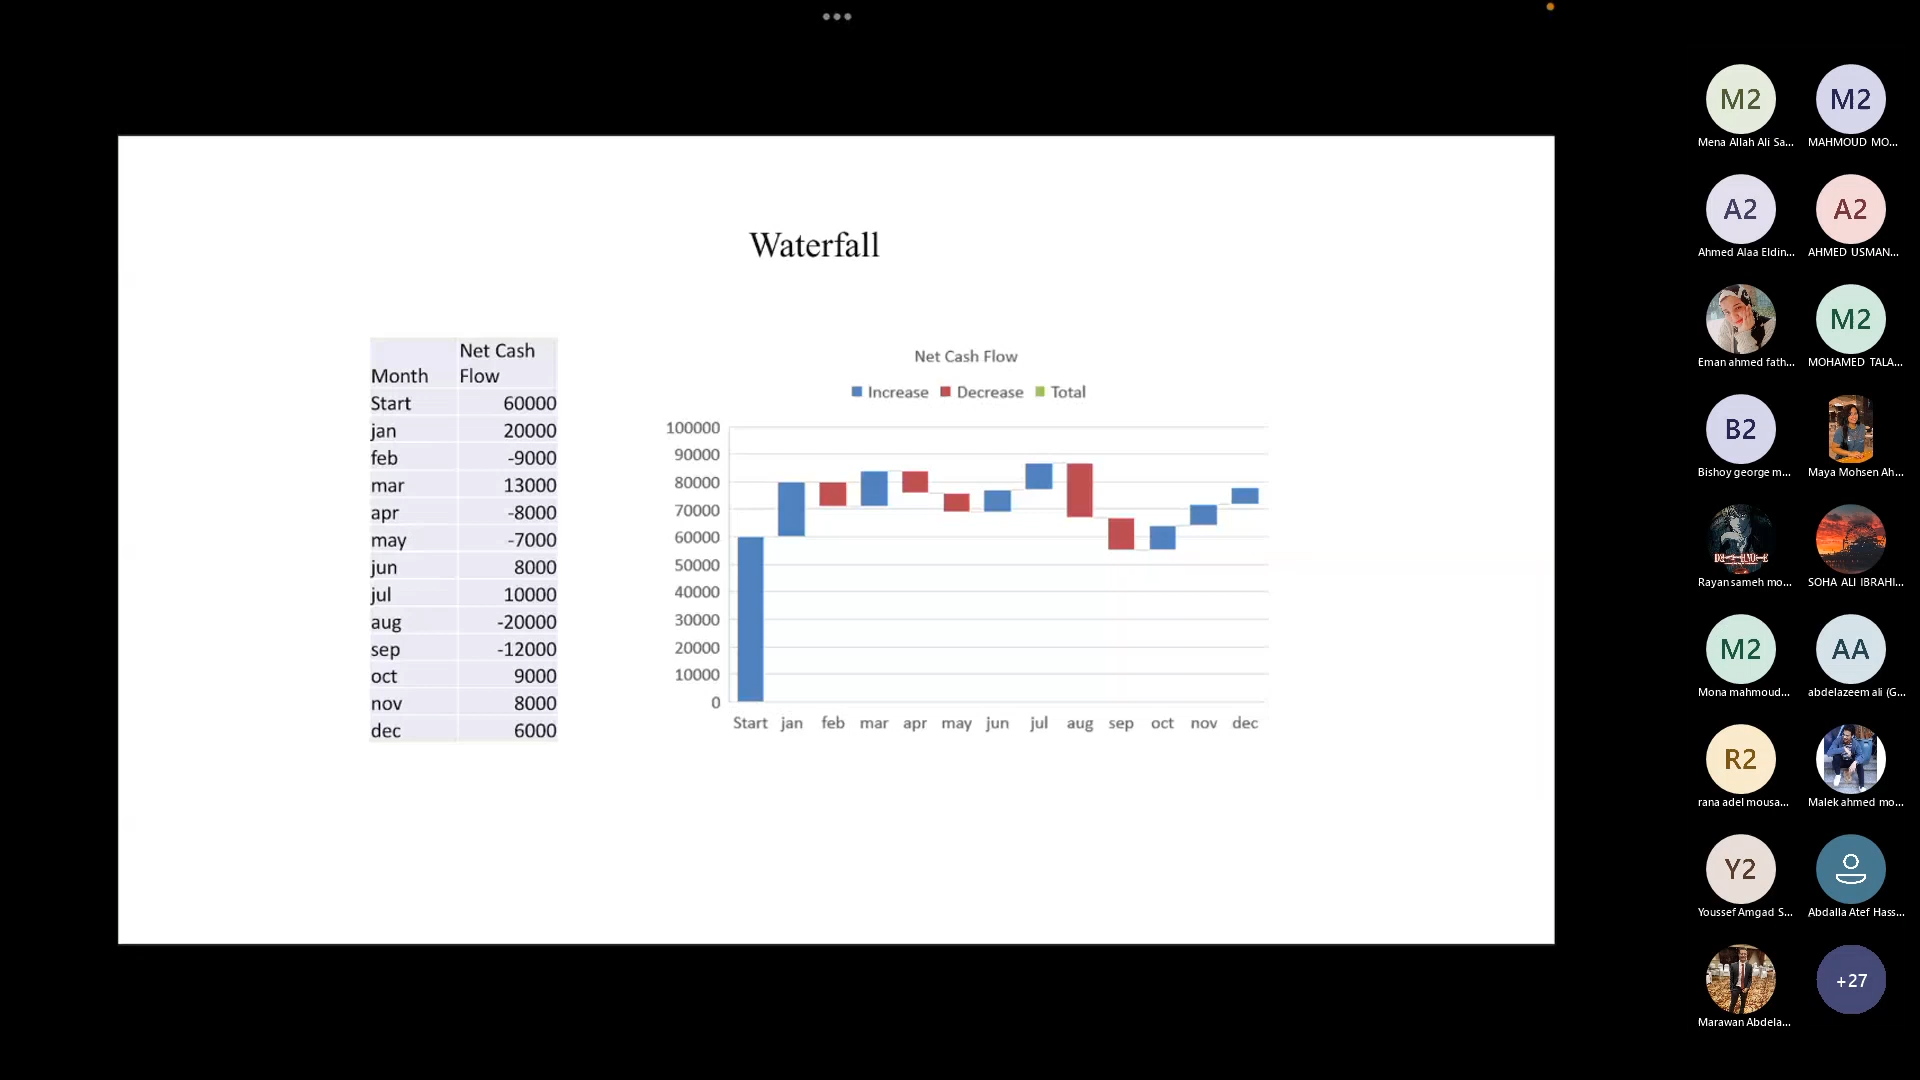 Waterfall
Month Net Cash Flow
Start 60000
jan 20000
feb -9000
mar 13000
apr -8000
may -7000
jun 8000
jul 10000
aug -20000
sep -12000
oct 9000
nov 8000
dec 6000
Net Cash Flow
Increase Decrease Total
100000
90000
80000
70000
60000
50000
40000
30000
20000
10000
0
Start jan feb mar apr may jun jul aug sep oct nov dec
M2 M2
Mena Allah Ali Sa... MAHMOUD MO...
A2 A2
Ahmed Alaa Eldin... AHMED USMAN...
M2
Eman ahmed fath... MOHAMED TALA...
B2
Bishoy george m... Maya Mohsen Ah...
Rayan sameh mo... SOHA ALI IBRAHI...
M2 AA
Mona mahmoud... abdelazeem ali (G...
R2
rana adel mousa... Malek ahmed mo...
Y2
Youssef Amgad S... Abdalla Atef Hass...
+27
Marawan Abdela...